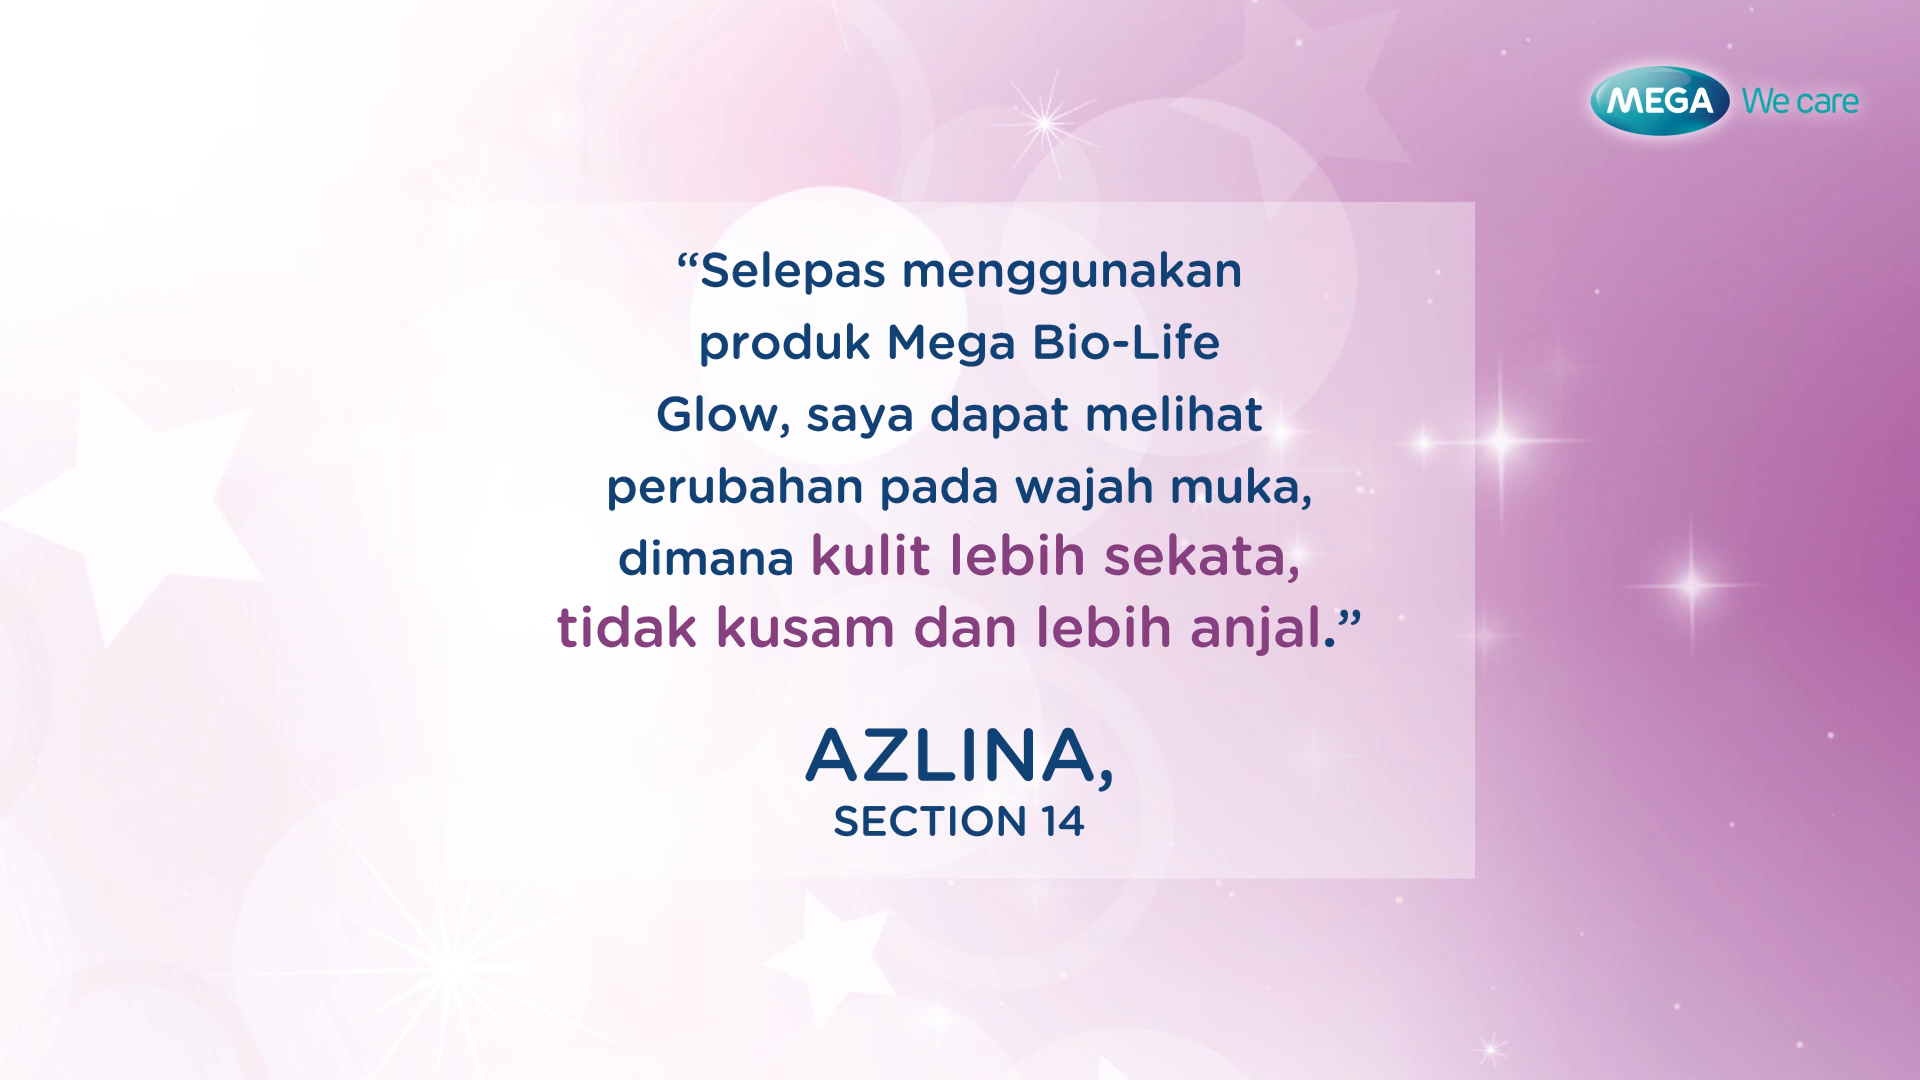 MEGA We care
“Selepas menggunakan
produk Mega Bio-Life
Glow, saya dapat melihat
perubahan pada wajah muka,
dimana kulit lebih sekata,
tidak kusam dan lebih anjal.”
AZLINA,
SECTION 14